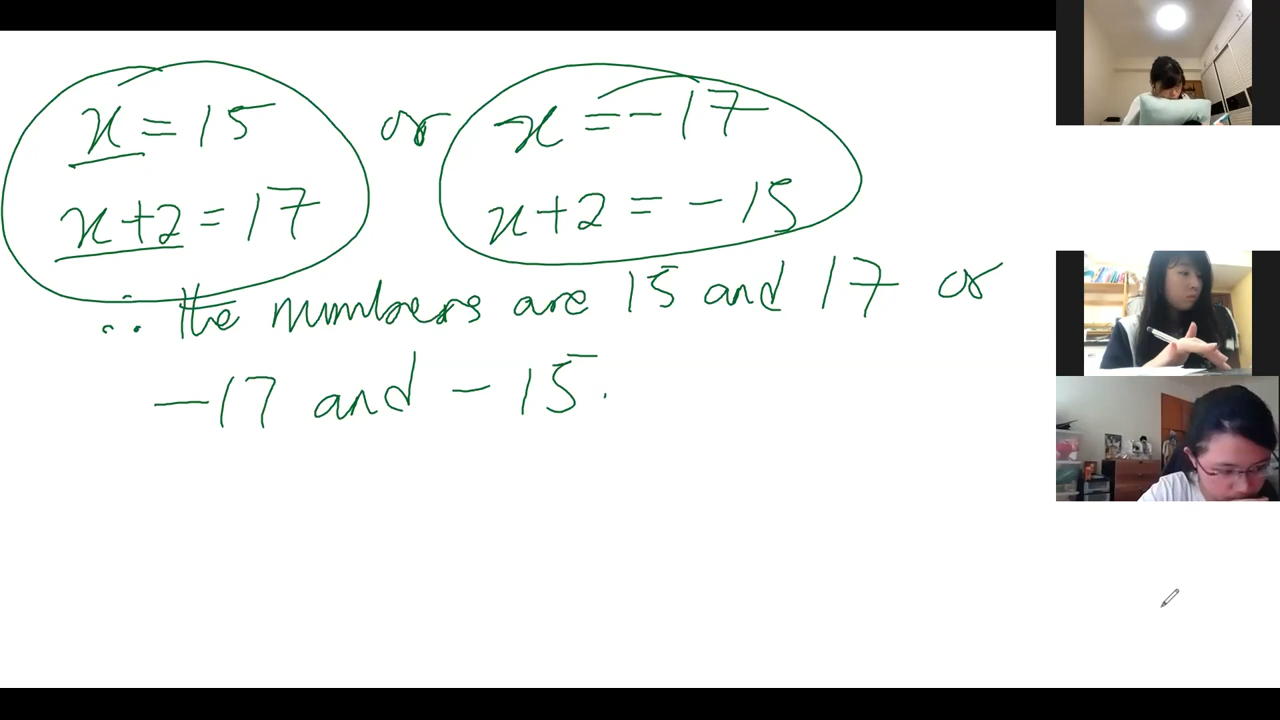 x = 15 or x = -17
x+2 = 17 x+2 = -15
∴ the numbers are 15 and 17 or
-17 and -15.